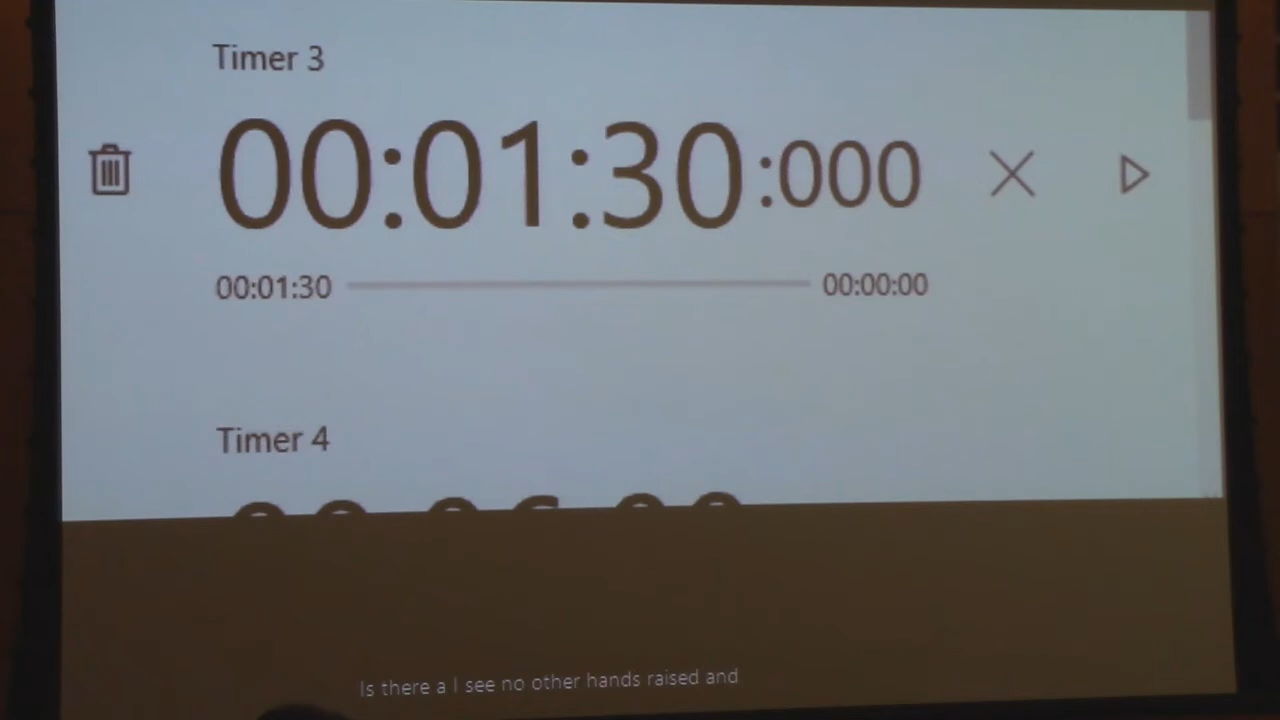 Timer 3
00:01:30:000
00:01:30 00:00:00
Timer 4
Is there a I see no other hands raised and